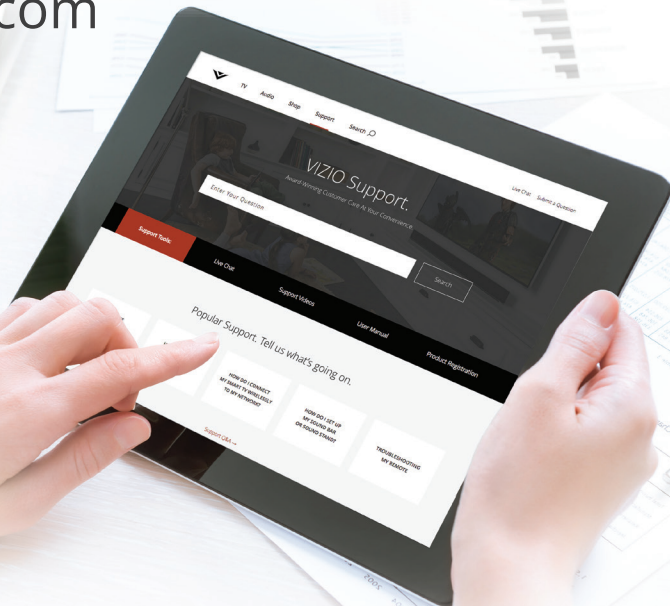 com
TV
Audio
Shop
Support
Search
Live Chat
Submit a Question
VIZIO Support.
Award-Winning Customer Care At Your Convenience
Enter Your Question
Search
Support Tools:
Live Chat
Support Videos
User Manual
Product Registration
Popular Support. Tell us what's going on.
HOW DO I CONNECT
MY SMART TV WIRELESSLY
TO MY NETWORK?
HOW DO I SET UP
MY SOUND BAR
OR SOUND STAND?
TROUBLESHOOTING
MY REMOTE
Support Q&A